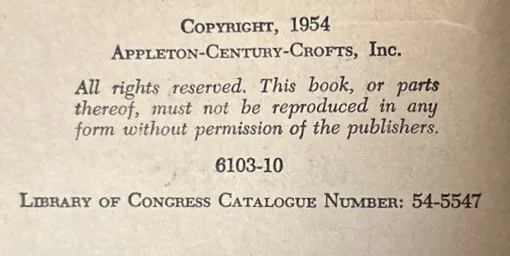 Copyright, 1954
Appleton-Century-Crofts, Inc.
All rights reserved. This book, or parts
thereof, must not be reproduced in any
form without permission of the publishers.
6103-10
Library of Congress Catalogue Number: 54-5547